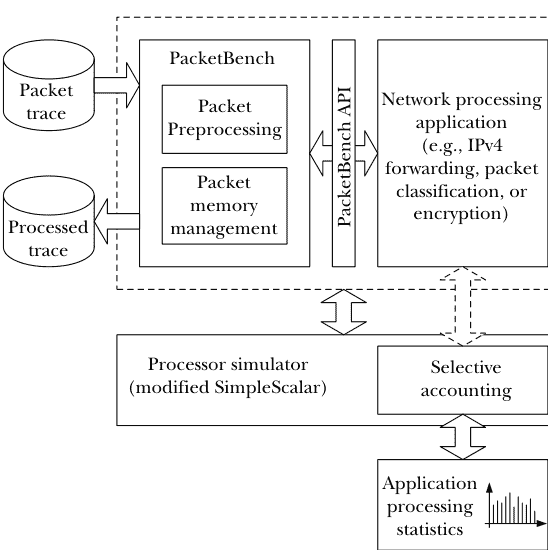 Packet
trace
Processed
trace
PacketBench
Packet
Preprocessing
Packet
memory
management
PacketBench API
Network processing
application
(e.g., IPv4
forwarding, packet
classification, or
encryption)
Processor simulator
(modified SimpleScalar)
Selective
accounting
Application
processing
statistics